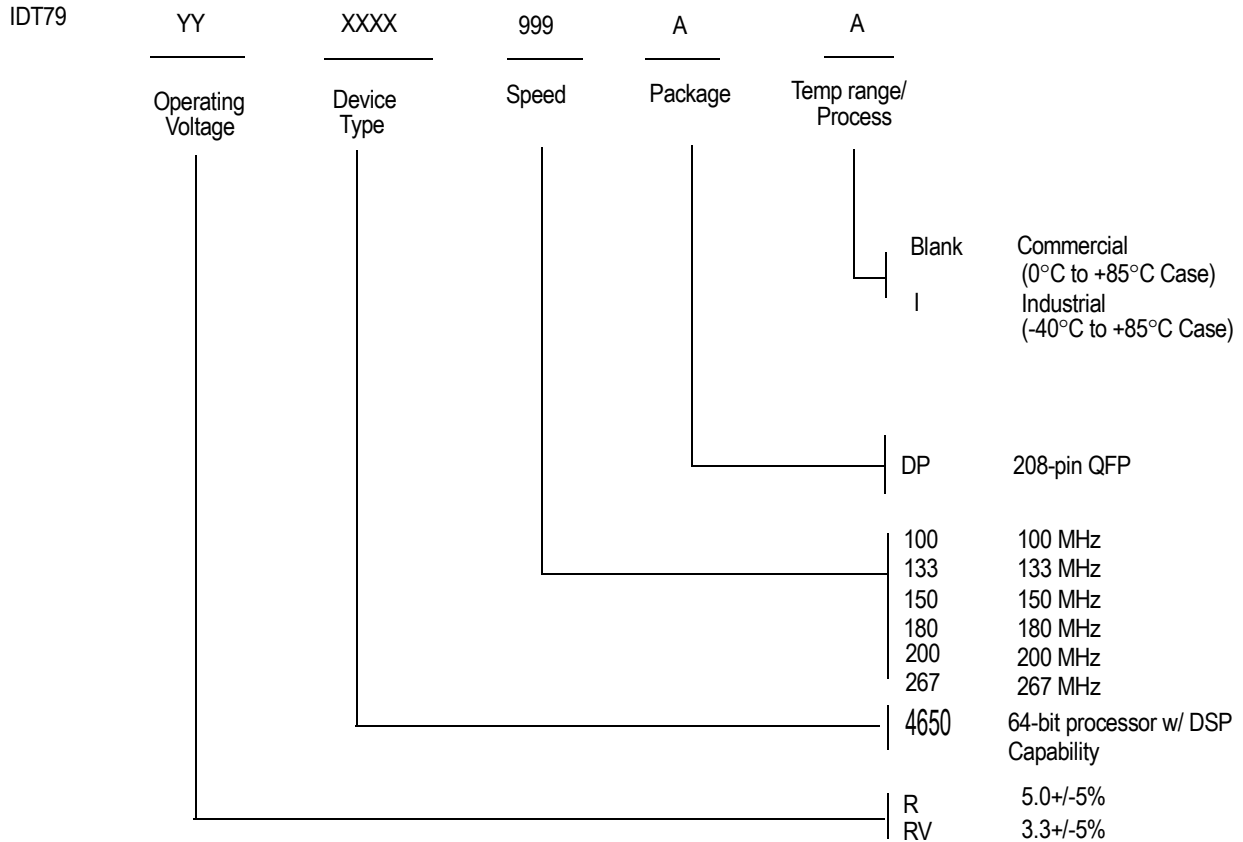 IDT79 YY XXXX 999 A A
Operating
Voltage
Device
Type
Speed
Package
Temp range/
Process
Blank Commercial
(0°C to +85°C Case)
I Industrial
(-40°C to +85°C Case)
DP 208-pin QFP
100 100 MHz
133 133 MHz
150 150 MHz
180 180 MHz
200 200 MHz
267 267 MHz
4650 64-bit processor w/ DSP
Capability
R 5.0+/-5%
RV 3.3+/-5%